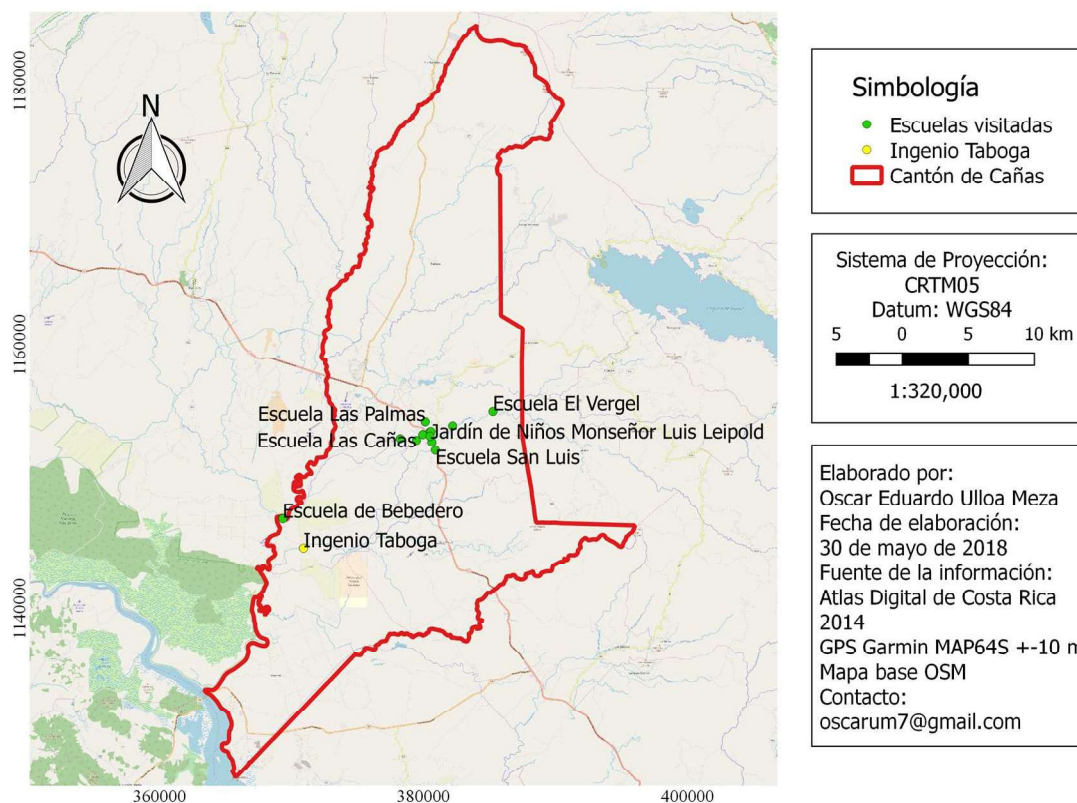 N
1180000
1160000
1140000
360000
380000
400000
Escuela Las Palmas
Escuela El Vergel
Jardín de Niños Monseñor Luis Leipold
Escuela Las Cañas
Escuela San Luis
Escuela de Bebedero
Ingenio Taboga
Simbología
Escuelas visitadas
Ingenio Taboga
Cantón de Cañas
Sistema de Proyección:
CRTM05
Datum: WGS84
5 0 5 10 km
1:320,000
Elaborado por:
Oscar Eduardo Ulloa Meza
Fecha de elaboración:
30 de mayo de 2018
Fuente de la información:
Atlas Digital de Costa Rica
2014
GPS Garmin MAP64S +-10 m
Mapa base OSM
Contacto:
oscarum7@gmail.com